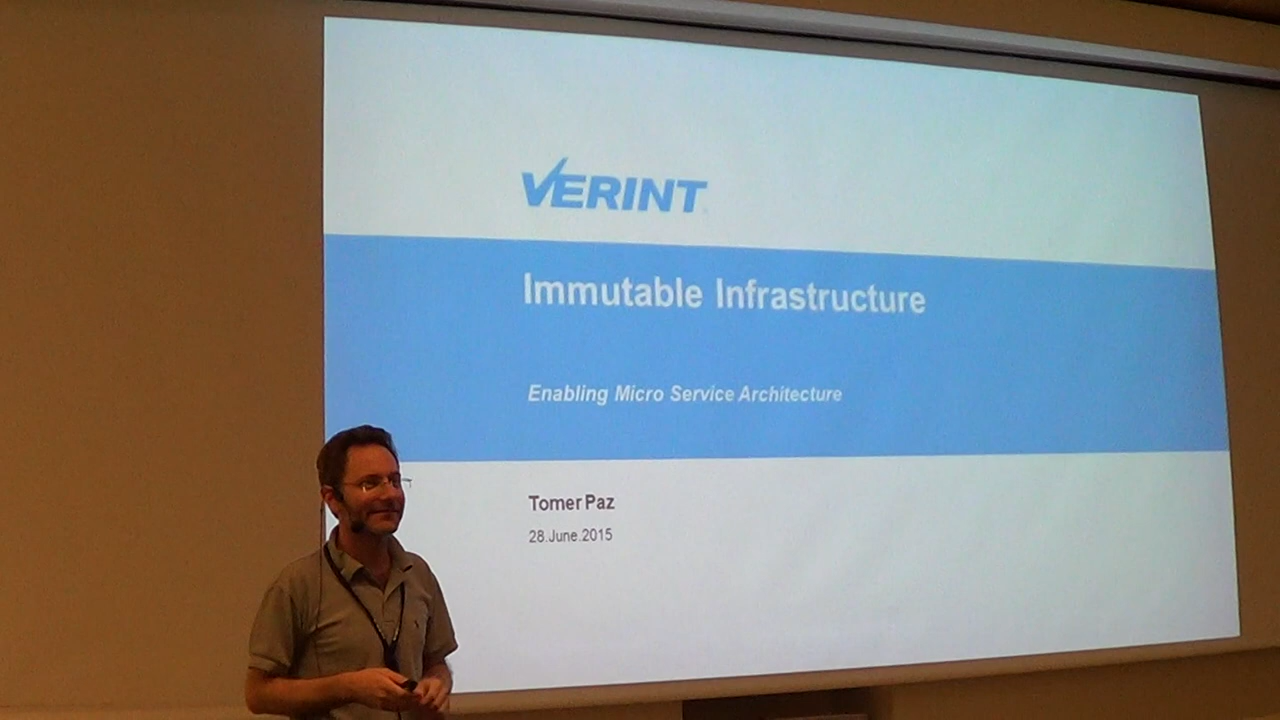 VERINT
Immutable Infrastructure
Enabling Micro Service Architecture
Tomer Paz
28.June.2015